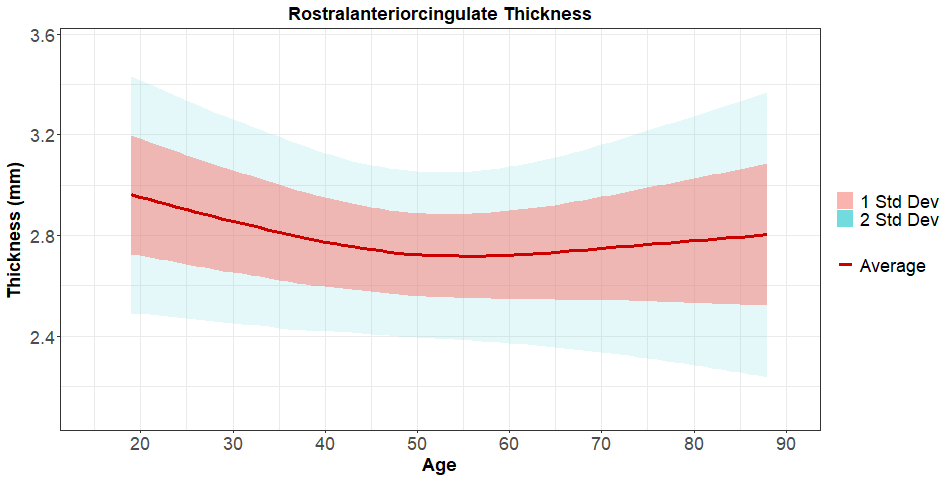 Rostralanteriorcingulate Thickness
3.6
3.2
2.8
2.4
Thickness (mm)
20 30 40 50 60 70 80 90
Age
1 Std Dev
2 Std Dev
Average